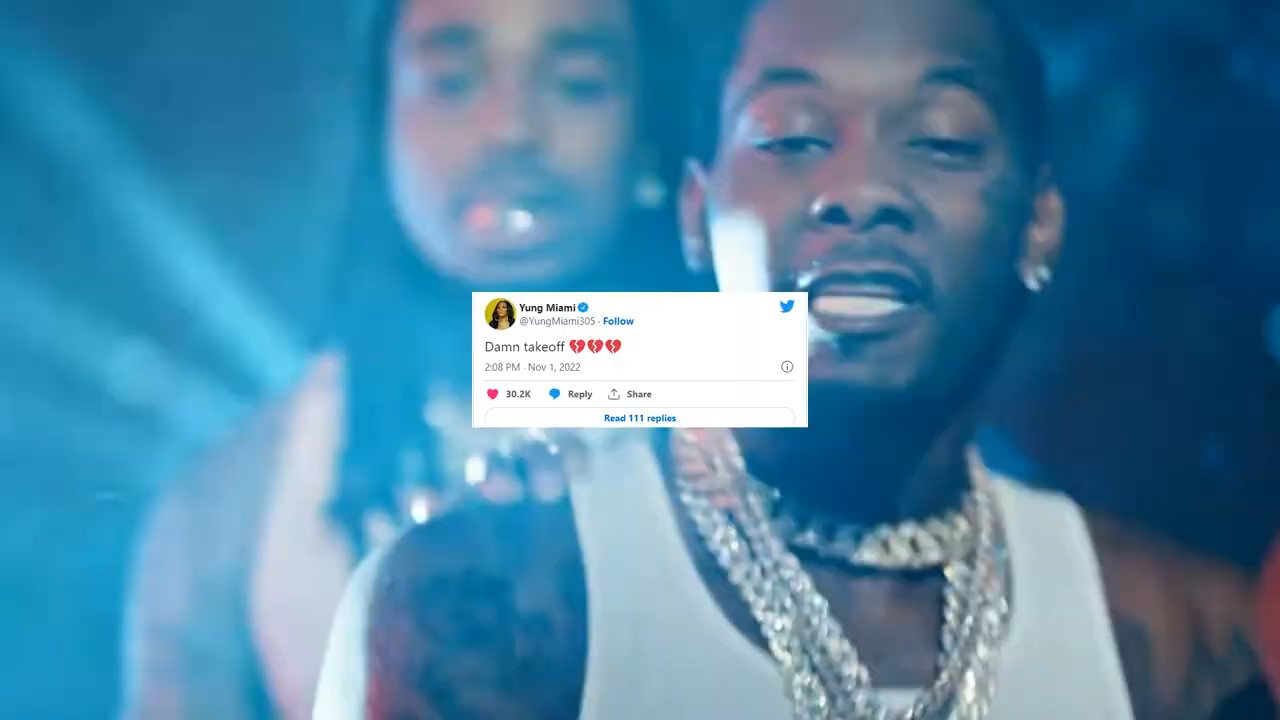 Yung Miami
@YungMiami305 · Follow
Damn takeoff 💔💔💔
2:08 PM · Nov 1, 2022
30.2K Reply Share
Read 111 replies